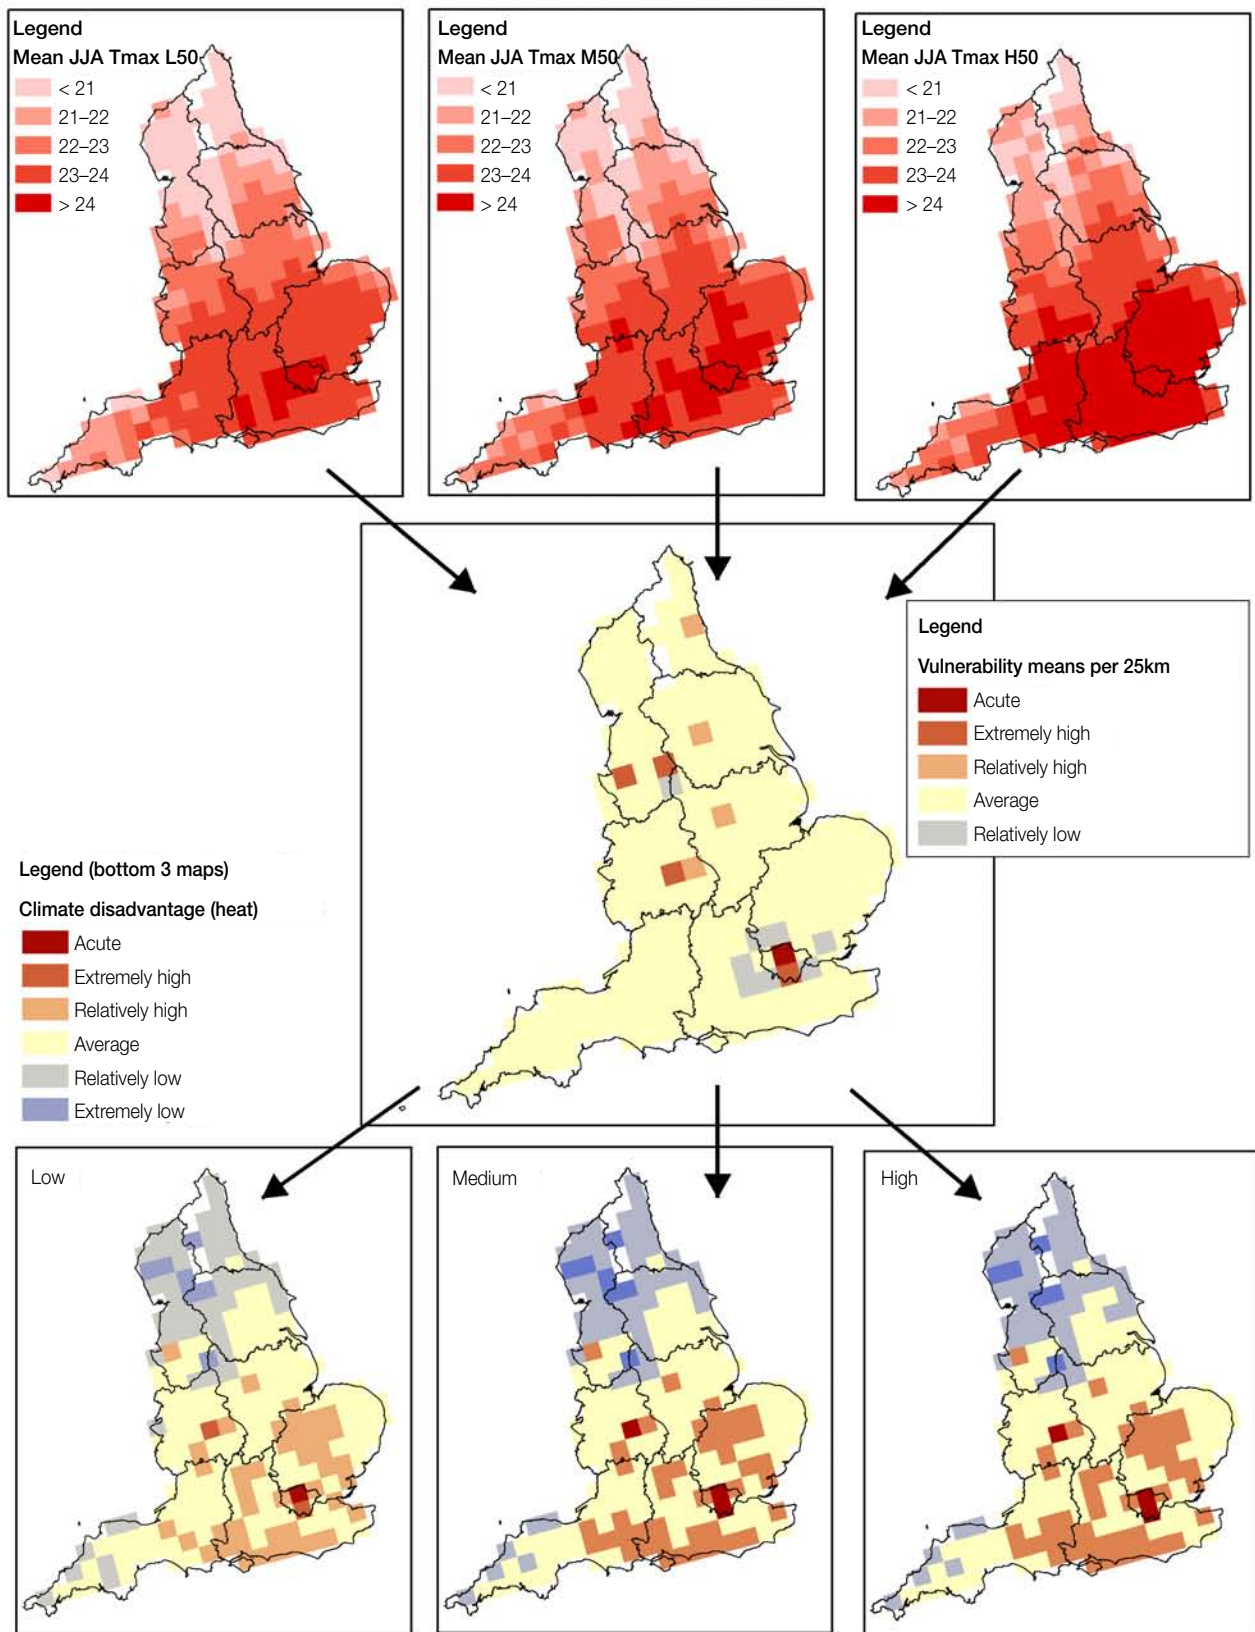 Legend
Mean JJA Tmax L50
< 21
21–22
22–23
23–24
> 24
Legend
Mean JJA Tmax M50
< 21
21–22
22–23
23–24
> 24
Legend
Mean JJA Tmax H50
< 21
21–22
22–23
23–24
> 24
Legend
Vulnerability means per 25km
Acute
Extremely high
Relatively high
Average
Relatively low
Legend (bottom 3 maps)
Climate disadvantage (heat)
Acute
Extremely high
Relatively high
Average
Relatively low
Extremely low
Low
Medium
High